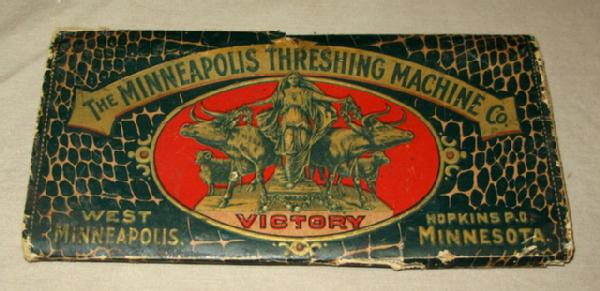 THE MINNEAPOLIS THRESHING MACHINE CO.
VICTORY
WEST
MINNEAPOLIS.
HOPKINS P.O.
MINNESOTA.